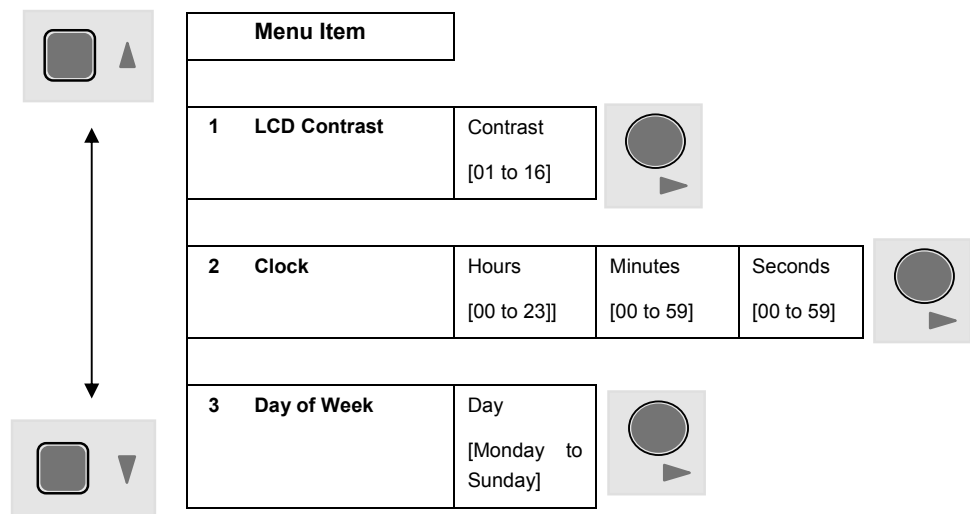 Menu Item
1 LCD Contrast Contrast
[01 to 16]
2 Clock Hours Minutes Seconds
[00 to 23]] [00 to 59] [00 to 59]
3 Day of Week Day
[Monday to
Sunday]